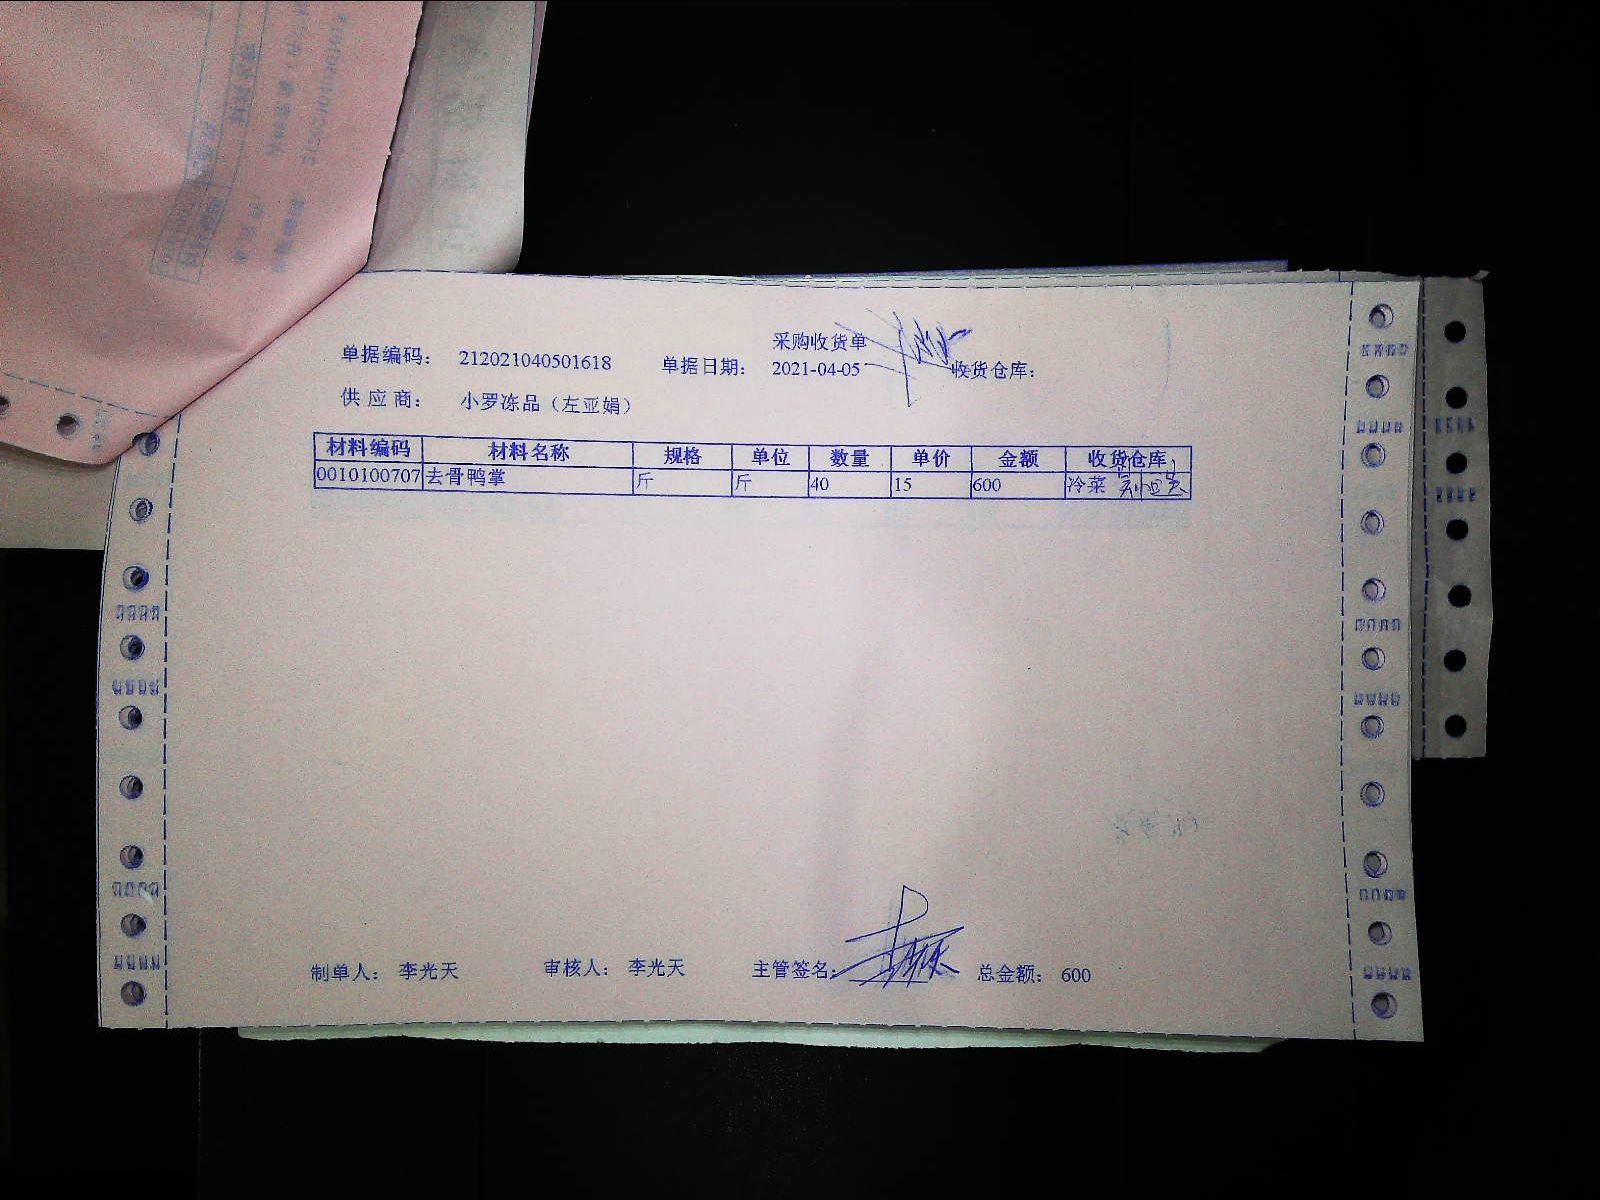 采购收货单
单据编码: 212021040501618 单据日期: 2021-04-05 收货仓库:
供应商: 小罗冻品（左亚娟）
材料编码 材料名称 规格 单位 数量 单价 金额 收货仓库
0010100707 去骨鸭掌 斤 斤 40 15 600 冷菜
制单人: 李光天 审核人: 李光天 主管签名: 总金额: 600